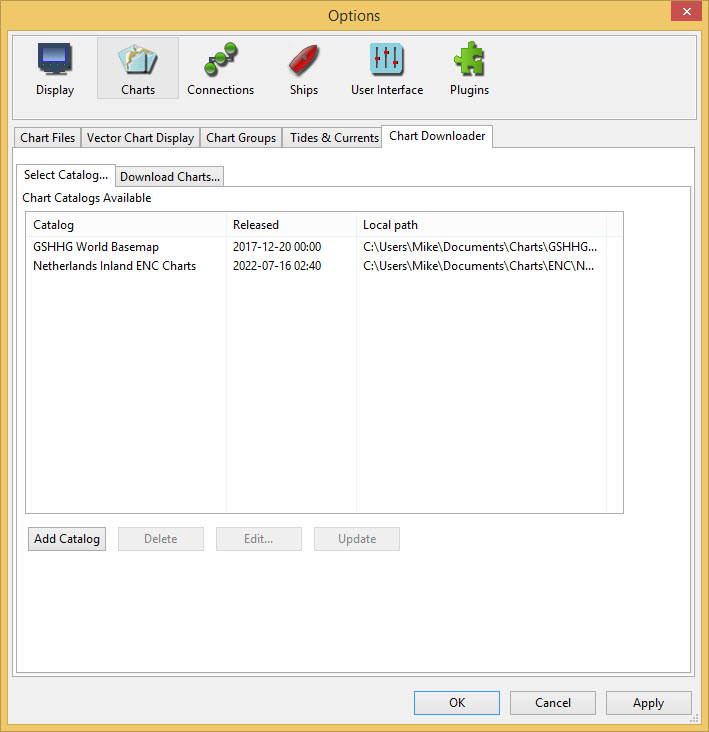 Options
Display Charts Connections Ships User Interface Plugins
Chart Files Vector Chart Display Chart Groups Tides & Currents Chart Downloader
Select Catalog... Download Charts...
Chart Catalogs Available
Catalog Released Local path
GSHHG World Basemap 2017-12-20 00:00 C:\Users\Mike\Documents\Charts\GSHHG...
Netherlands Inland ENC Charts 2022-07-16 02:40 C:\Users\Mike\Documents\Charts\ENC\N...
Add Catalog Delete Edit... Update
OK Cancel Apply